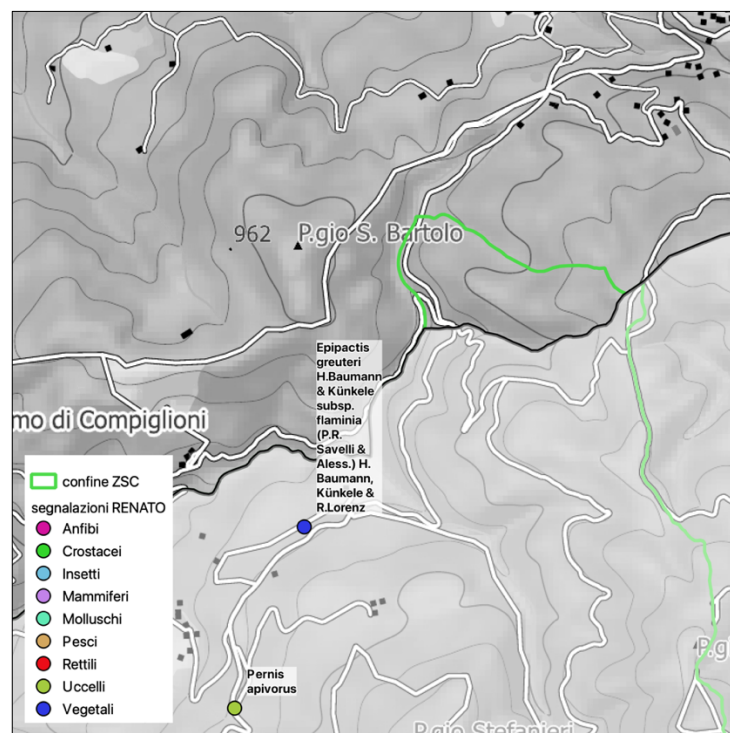 962
P.gio S. Bartolo
Epipactis
greuteri
H.Baumann
& Künkele
subsp.
flaminia
(P.R.
Savelli &
Aless.) H.
Baumann,
Künkele &
R.Lorenz
mo di Compiglioni
confine ZSC
segnalazioni RENATO
Anfibi
Crostacei
Insetti
Mammiferi
Molluschi
Pesci
Rettili
Uccelli
Vegetali
P.g
Pernis
apivorus
P.gio Stefanieri